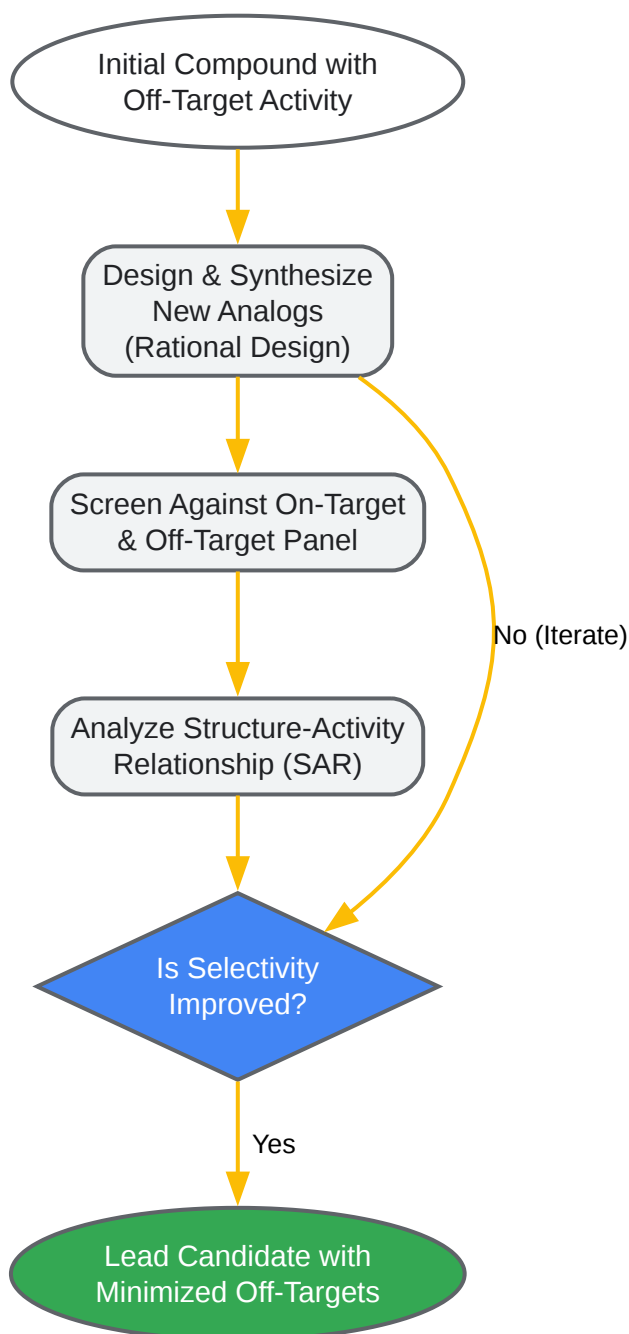 Initial Compound with
Off-Target Activity
Design & Synthesize
New Analogs
(Rational Design)
Screen Against On-Target
& Off-Target Panel
No (Iterate)
Analyze Structure-Activity
Relationship (SAR)
Is Selectivity
Improved?
Yes
Lead Candidate with
Minimized Off-Targets